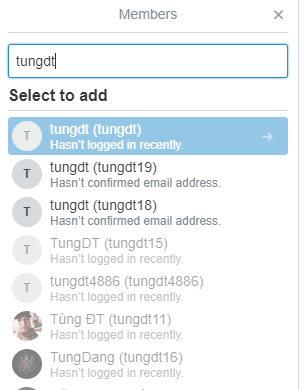 Members
tungdt
Select to add
T
tungdt (tungdt)
Hasn't logged in recently.
T
tungdt (tungdt19)
Hasn't confirmed email address.
T
tungdt (tungdt18)
Hasn't confirmed email address.
T
TungDT (tungdt15)
Hasn't logged in recently.
T
tungdt4886 (tungdt4886)
Hasn't logged in recently.
Tùng ĐT (tungdt11)
Hasn't logged in recently.
TungDang (tungdt16)
Hasn't logged in recently.